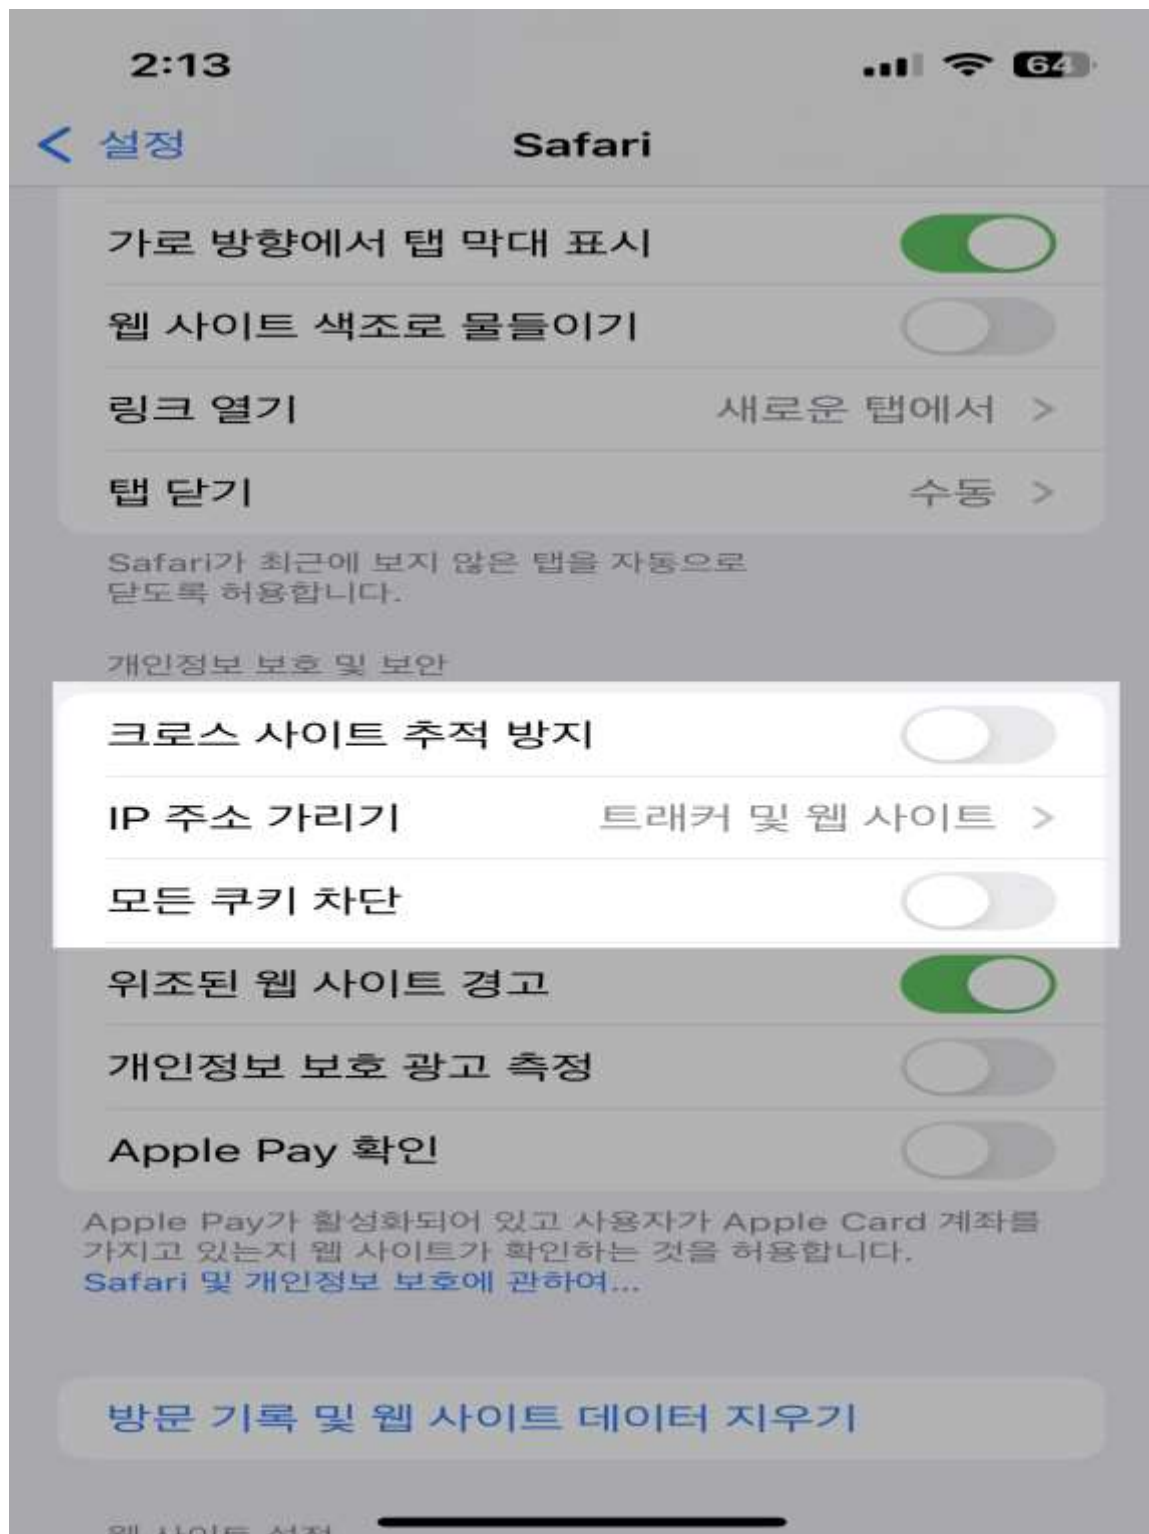 2:13
64
설정
Safari
가로 방향에서 탭 막대 표시
웹 사이트 색조로 물들이기
링크 열기 새로운 탭에서 >
탭 닫기 수동 >
Safari가 최근에 보지 않은 탭을 자동으로
닫도록 허용합니다.
개인정보 보호 및 보안
크로스 사이트 추적 방지
IP 주소 가리기 트래커 및 웹 사이트 >
모든 쿠키 차단
위조된 웹 사이트 경고
개인정보 보호 광고 측정
Apple Pay 확인
Apple Pay가 활성화되어 있고 사용자가 Apple Card 계좌를
가지고 있는지 웹 사이트가 확인하는 것을 허용합니다.
Safari 및 개인정보 보호에 관하여...
방문 기록 및 웹 사이트 데이터 지우기